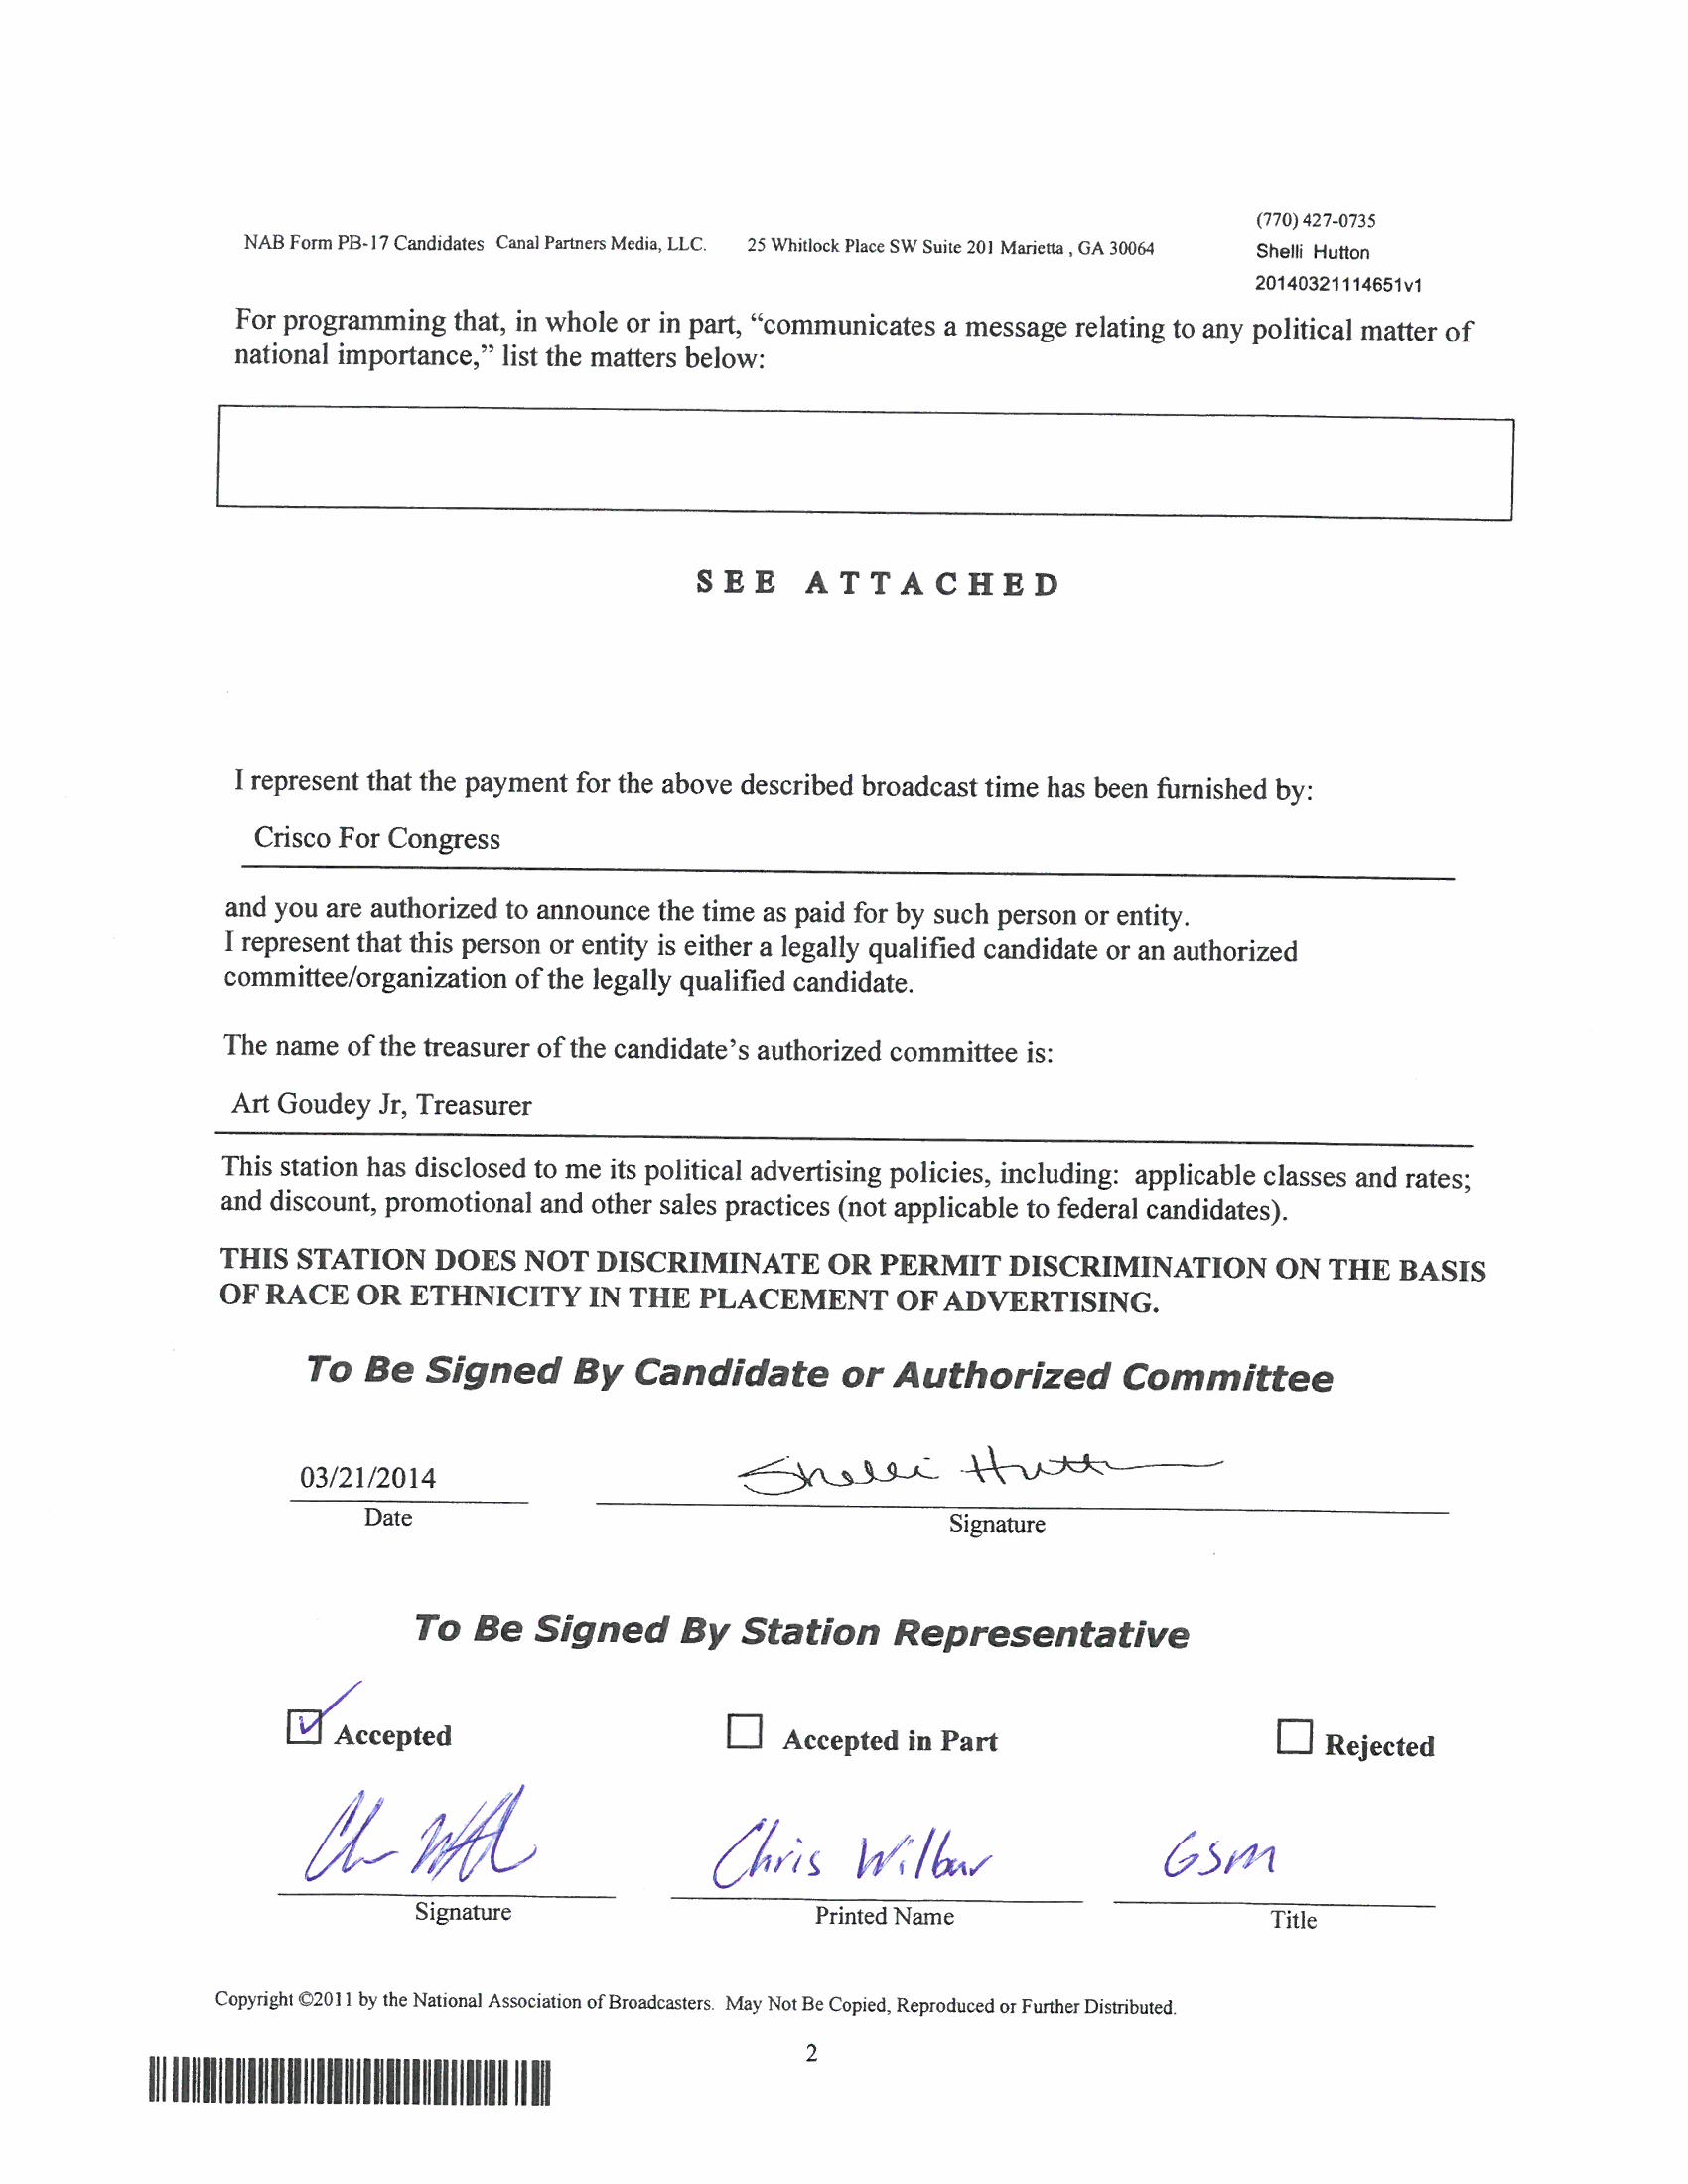 (770) 427-0735
NAB Form PB-17 Candidates Canal Partners Media, LLC. 25 Whitlock Place SW Suite 201 Marietta , GA 30064
Shelli Hutton
20140321114651v1
For programming that, in whole or in part, “communicates a message relating to any political matter of
national importance,” list the matters below:
SEE ATTACHED
I represent that the payment for the above described broadcast time has been furnished by:
Crisco For Congress
and you are authorized to announce the time as paid for by such person or entity.
I represent that this person or entity is either a legally qualified candidate or an authorized
committee/organization of the legally qualified candidate.
The name of the treasurer of the candidate’s authorized committee is:
Art Goudey Jr, Treasurer
This station has disclosed to me its political advertising policies, including: applicable classes and rates;
and discount, promotional and other sales practices (not applicable to federal candidates).
THIS STATION DOES NOT DISCRIMINATE OR PERMIT DISCRIMINATION ON THE BASIS
OF RACE OR ETHNICITY IN THE PLACEMENT OF ADVERTISING.
To Be Signed By Candidate or Authorized Committee
03/21/2014 Shelli Hutton
Date Signature
To Be Signed By Station Representative
Accepted Accepted in Part Rejected
Chris Wilbur GSM
Signature Printed Name Title
Copyright ©2011 by the National Association of Broadcasters. May Not Be Copied, Reproduced or Further Distributed.
2